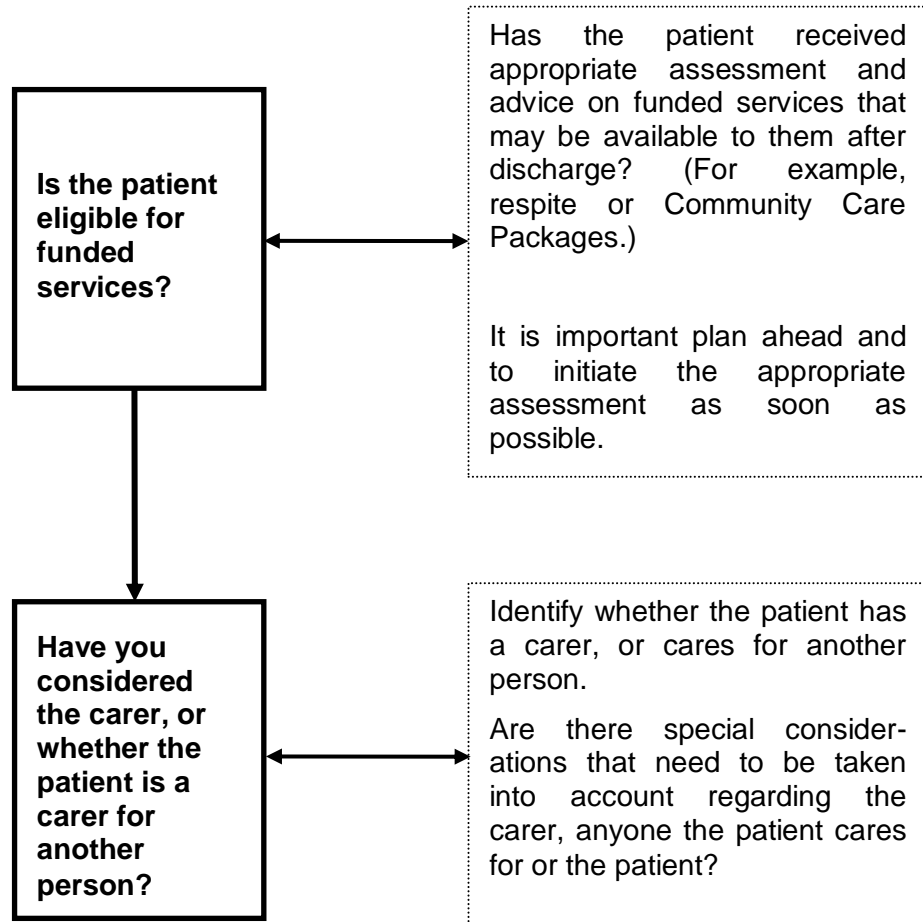 Is the patient
eligible for
funded
services?
Has the patient received
appropriate assessment and
advice on funded services that
may be available to them after
discharge? (For example,
respite or Community Care
Packages.)
It is important plan ahead and
to initiate the appropriate
assessment as soon as
possible.
Have you
considered
the carer, or
whether the
patient is a
carer for
another
person?
Identify whether the patient has
a carer, or cares for another
person.
Are there special consider-
ations that need to be taken
into account regarding the
carer, anyone the patient cares
for or the patient?